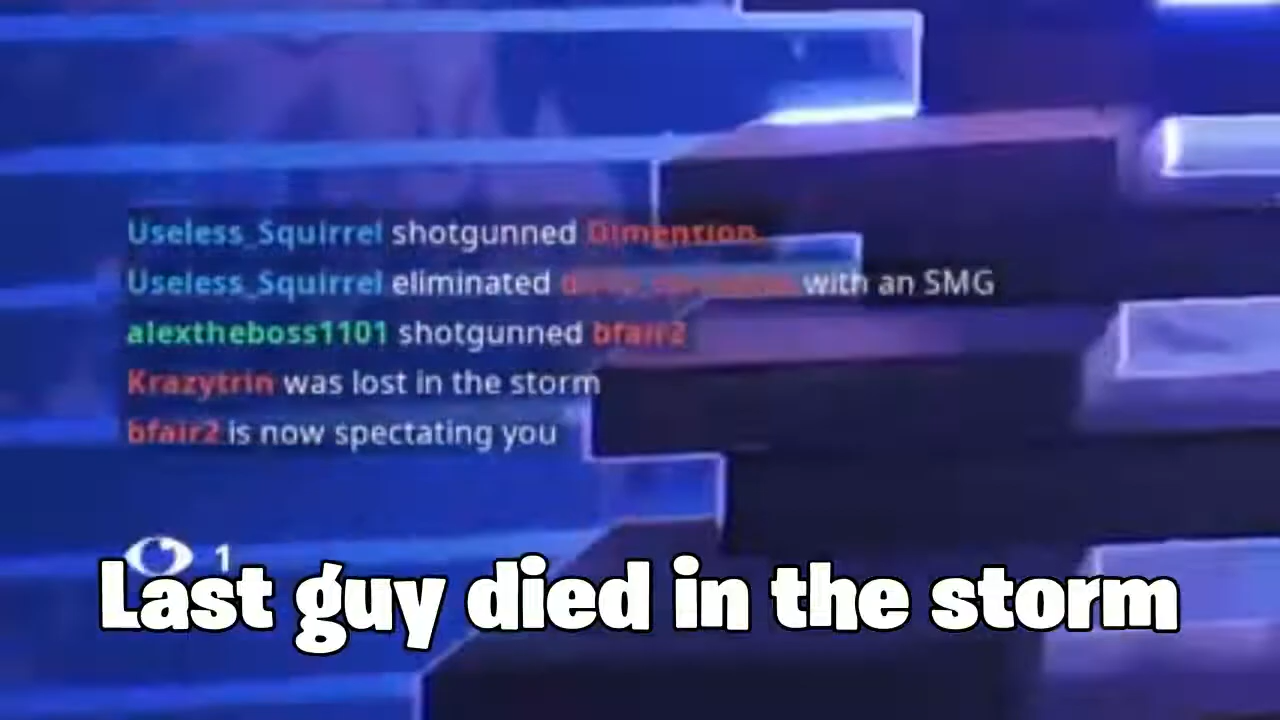 Useless_Squirrel shotgunned Dimention.
Useless_Squirrel eliminated with an SMG
alextheboss1101 shotgunned bfair2
Krazytrin was lost in the storm
bfair2 is now spectating you
1
Last guy died in the storm